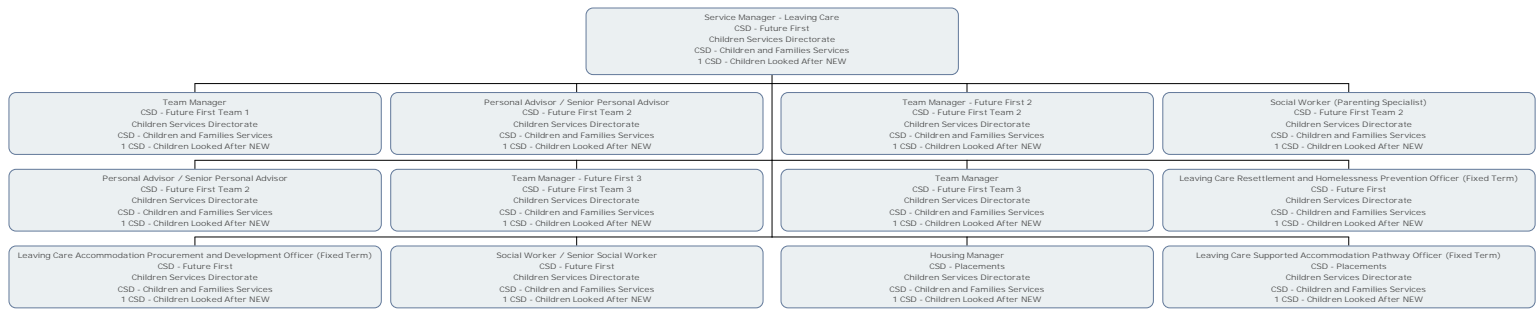 Service Manager - Leaving Care
CSD - Future First
Children Services Directorate
CSD - Children and Families Services
1 CSD - Children Looked After NEW
Team Manager
CSD - Future First Team 1
Children Services Directorate
CSD - Children and Families Services
1 CSD - Children Looked After NEW
Personal Advisor / Senior Personal Advisor
CSD - Future First Team 2
Children Services Directorate
CSD - Children and Families Services
1 CSD - Children Looked After NEW
Team Manager - Future First 2
CSD - Future First Team 2
Children Services Directorate
CSD - Children and Families Services
1 CSD - Children Looked After NEW
Social Worker (Parenting Specialist)
CSD - Future First Team 2
Children Services Directorate
CSD - Children and Families Services
1 CSD - Children Looked After NEW
Personal Advisor / Senior Personal Advisor
CSD - Future First Team 2
Children Services Directorate
CSD - Children and Families Services
1 CSD - Children Looked After NEW
Team Manager - Future First 3
CSD - Future First Team 3
Children Services Directorate
CSD - Children and Families Services
1 CSD - Children Looked After NEW
Team Manager
CSD - Future First Team 3
Children Services Directorate
CSD - Children and Families Services
1 CSD - Children Looked After NEW
Leaving Care Resettlement and Homelessness Prevention Officer (Fixed Term)
CSD - Future First
Children Services Directorate
CSD - Children and Families Services
1 CSD - Children Looked After NEW
Leaving Care Accommodation Procurement and Development Officer (Fixed Term)
CSD - Future First
Children Services Directorate
CSD - Children and Families Services
1 CSD - Children Looked After NEW
Social Worker / Senior Social Worker
CSD - Future First
Children Services Directorate
CSD - Children and Families Services
1 CSD - Children Looked After NEW
Housing Manager
CSD - Placements
Children Services Directorate
CSD - Children and Families Services
1 CSD - Children Looked After NEW
Leaving Care Supported Accommodation Pathway Officer (Fixed Term)
CSD - Placements
Children Services Directorate
CSD - Children and Families Services
1 CSD - Children Looked After NEW